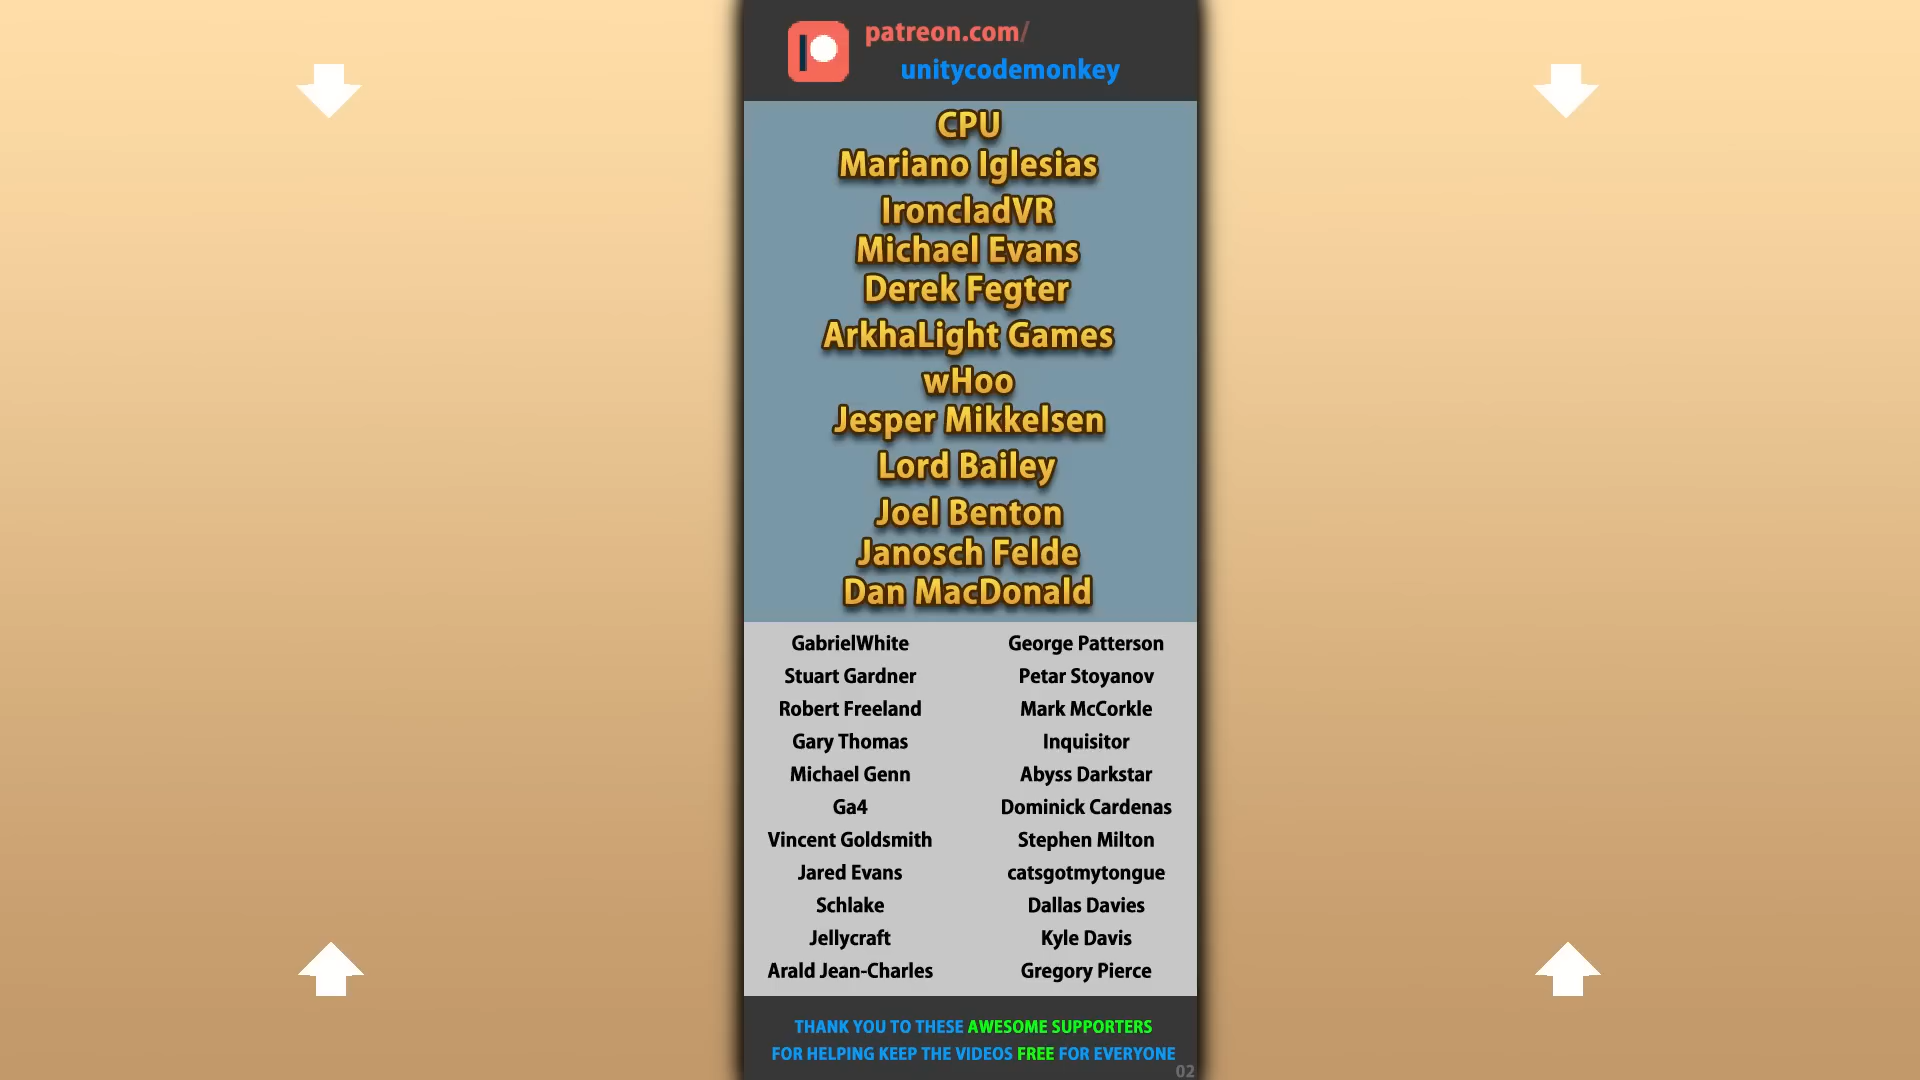 patreon.com/
unitycodemonkey
CPU
Mariano Iglesias
IroncladVR
Michael Evans
Derek Fegter
ArkhaLight Games
wHoo
Jesper Mikkelsen
Lord Bailey
Joel Benton
Janosch Felde
Dan MacDonald
GabrielWhite
Stuart Gardner
Robert Freeland
Gary Thomas
Michael Genn
Ga4
Vincent Goldsmith
Jared Evans
Schlake
Jellycraft
Arald Jean-Charles
George Patterson
Petar Stoyanov
Mark McCorkle
Inquisitor
Abyss Darkstar
Dominick Cardenas
Stephen Milton
catsgotmytongue
Dallas Davies
Kyle Davis
Gregory Pierce
THANK YOU TO THESE AWESOME SUPPORTERS
FOR HELPING KEEP THE VIDEOS FREE FOR EVERYONE
02